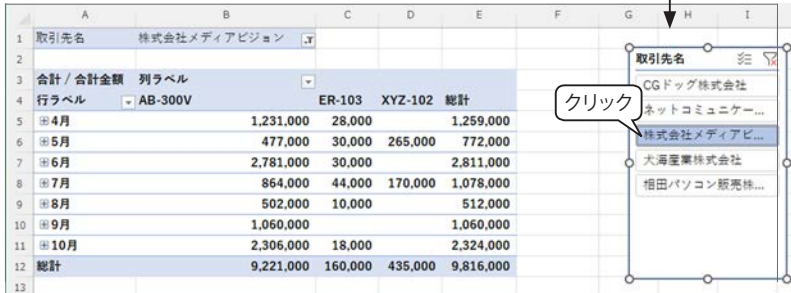 A B C D E F G H I
1 取引先名 株式会社メディアビジョン
2
3 合計 / 合計金額 列ラベル
4 行ラベル AB-300V ER-103 XYZ-102 総計
5 4月 1,231,000 28,000 1,259,000
6 5月 477,000 30,000 265,000 772,000
7 6月 2,781,000 30,000 2,811,000
8 7月 864,000 44,000 170,000 1,078,000
9 8月 502,000 10,000 512,000
10 9月 1,060,000 1,060,000
11 10月 2,306,000 18,000 2,324,000
12 総計 9,221,000 160,000 435,000 9,816,000
13
取引先名
CGドッグ株式会社
ネットコミュニケー...
株式会社メディアビ...
犬海産業株式会社
相田パソコン販売株...
クリック